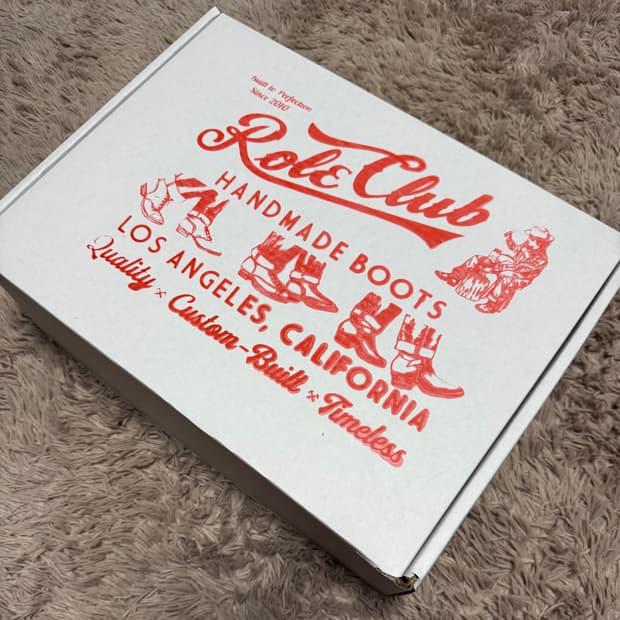 Built to Perfection
Since 2010
Role Club
HANDMADE BOOTS
LOS ANGELES, CALIFORNIA
Quality × Custom-Built × Timeless